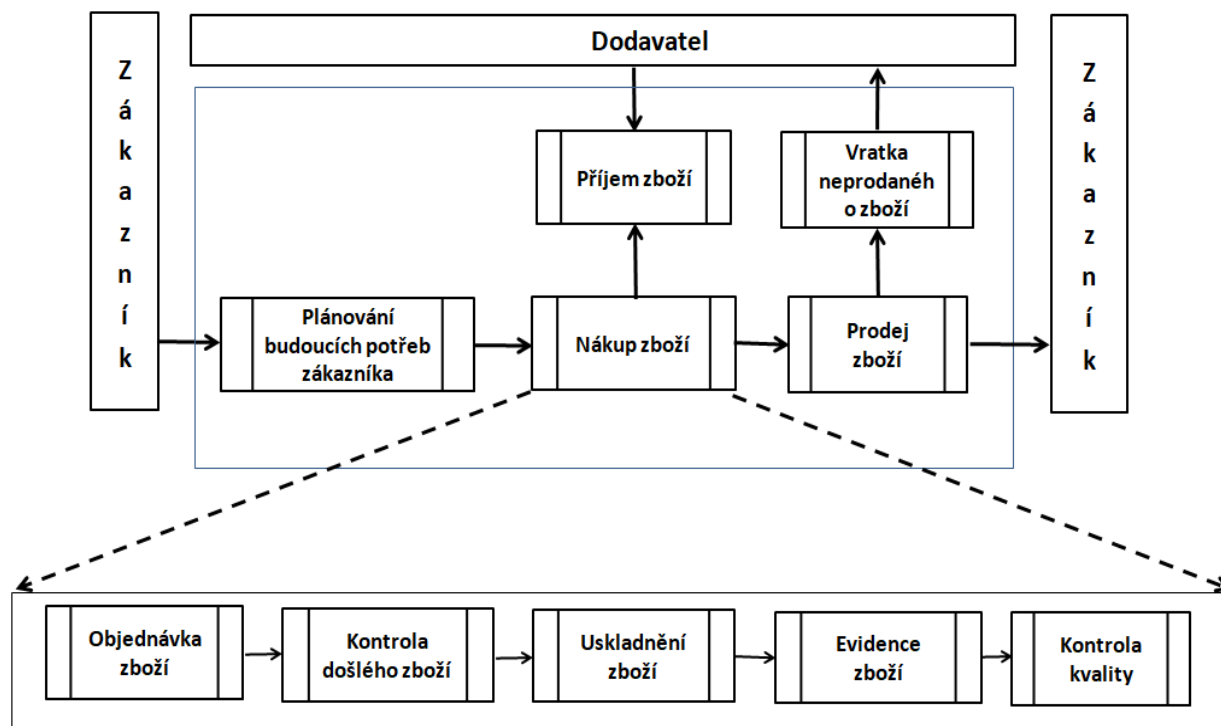 Z
á
k
a
z
n
í
k
Dodavatel
Z
á
k
a
z
n
í
k
Příjem zboží
Vratka
neprodanéh
o zboží
Plánování
budoucích potřeb
zákazníka
Nákup zboží
Prodej
zboží
Objednávka
zboží
Kontrola
došlého zboží
Uskladnění
zboží
Evidence
zboží
Kontrola
kvality